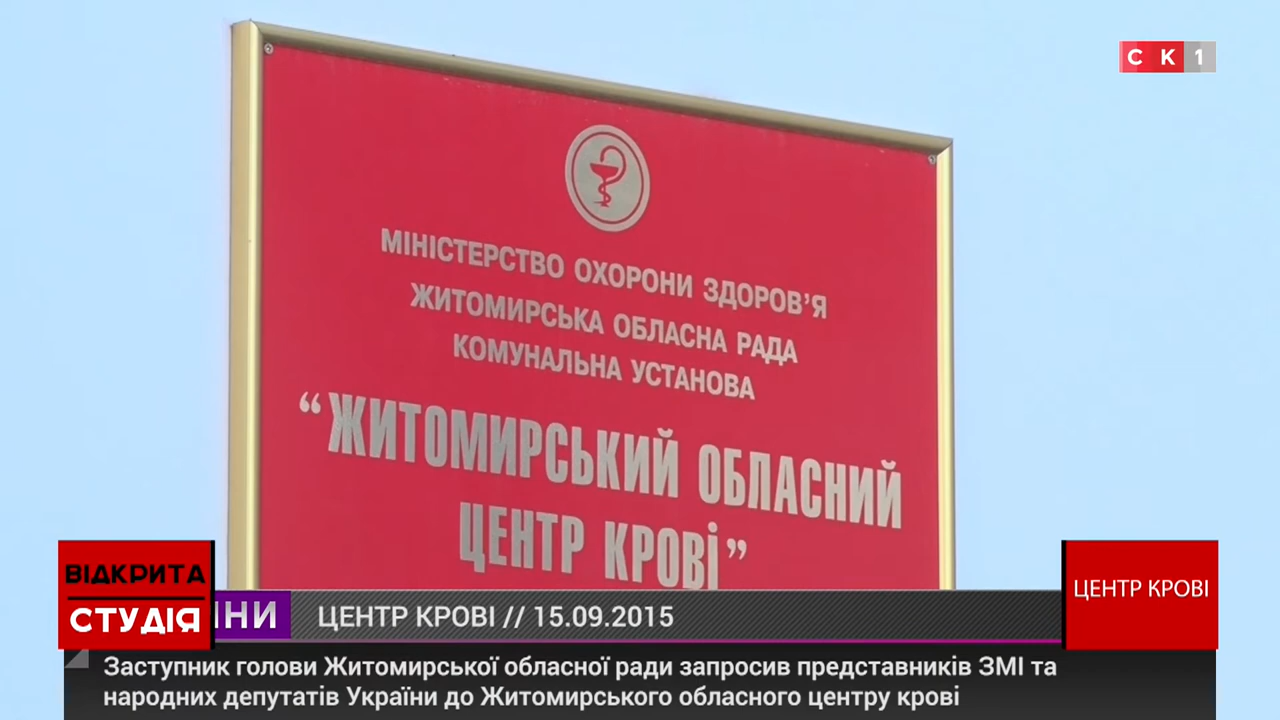 СК1
МІНІСТЕРСТВО ОХОРОНИ ЗДОРОВ'Я
ЖИТОМИРСЬКА ОБЛАСНА РАДА
КОМУНАЛЬНА УСТАНОВА
“ЖИТОМИРСЬКИЙ ОБЛАСНИЙ
ЦЕНТР КРОВІ”
ВІДКРИТА
СТУДІЯ
ИНИ
ЦЕНТР КРОВІ // 15.09.2015
ЦЕНТР КРОВІ
Заступник голови Житомирської обласної ради запросив представників ЗМІ та
народних депутатів України до Житомирського обласного центру крові